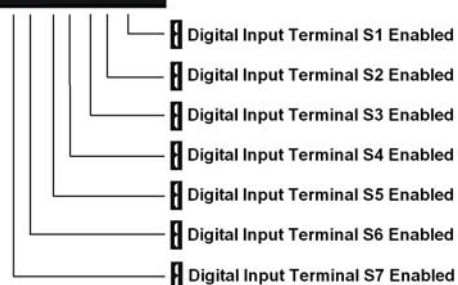 Digital Input Terminal S1 Enabled
Digital Input Terminal S2 Enabled
Digital Input Terminal S3 Enabled
Digital Input Terminal S4 Enabled
Digital Input Terminal S5 Enabled
Digital Input Terminal S6 Enabled
Digital Input Terminal S7 Enabled